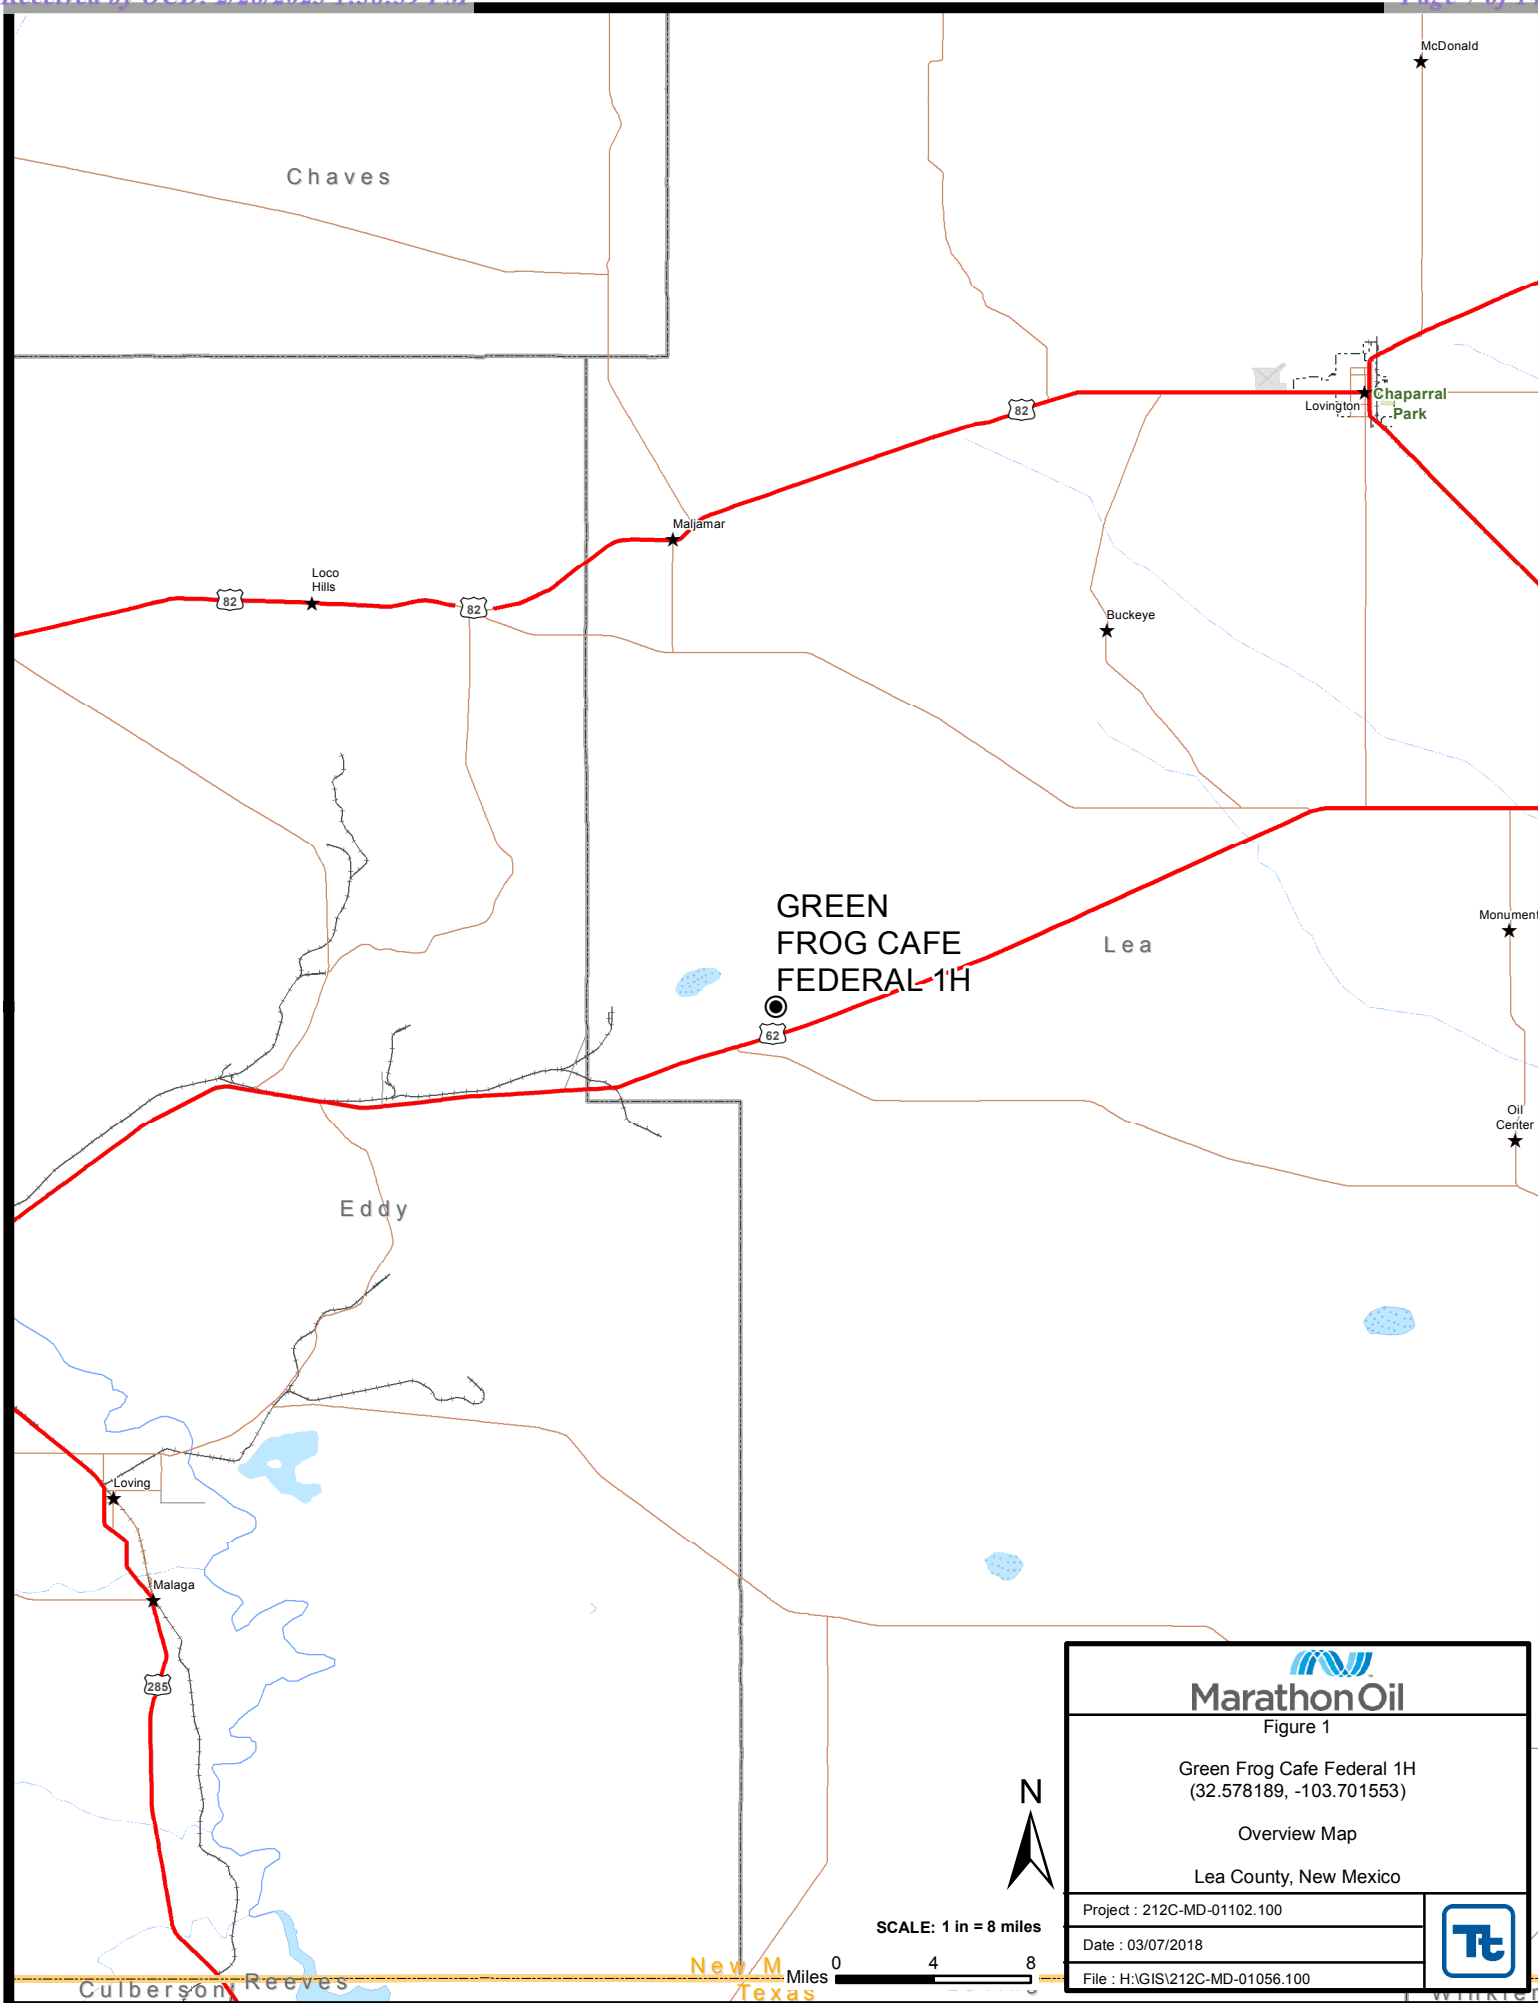 McDonald
Chaves
82
Lovington
Chaparral
Park
Maljamar
Loco
Hills
82
82
Buckeye
GREEN
FROG CAFE
FEDERAL 1H
Monument
Lea
62
Oil
Center
Eddy
Loving
Malaga
285
Marathon Oil
Figure 1
Green Frog Cafe Federal 1H
(32.578189, -103.701553)
Overview Map
Lea County, New Mexico
N
SCALE: 1 in = 8 miles
Project : 212C-MD-01102.100
Date : 03/07/2018
File : H:\GIS\212C-MD-01056.100
Tt
New M
Texas
Miles
0 4 8
Culberson
Reeves